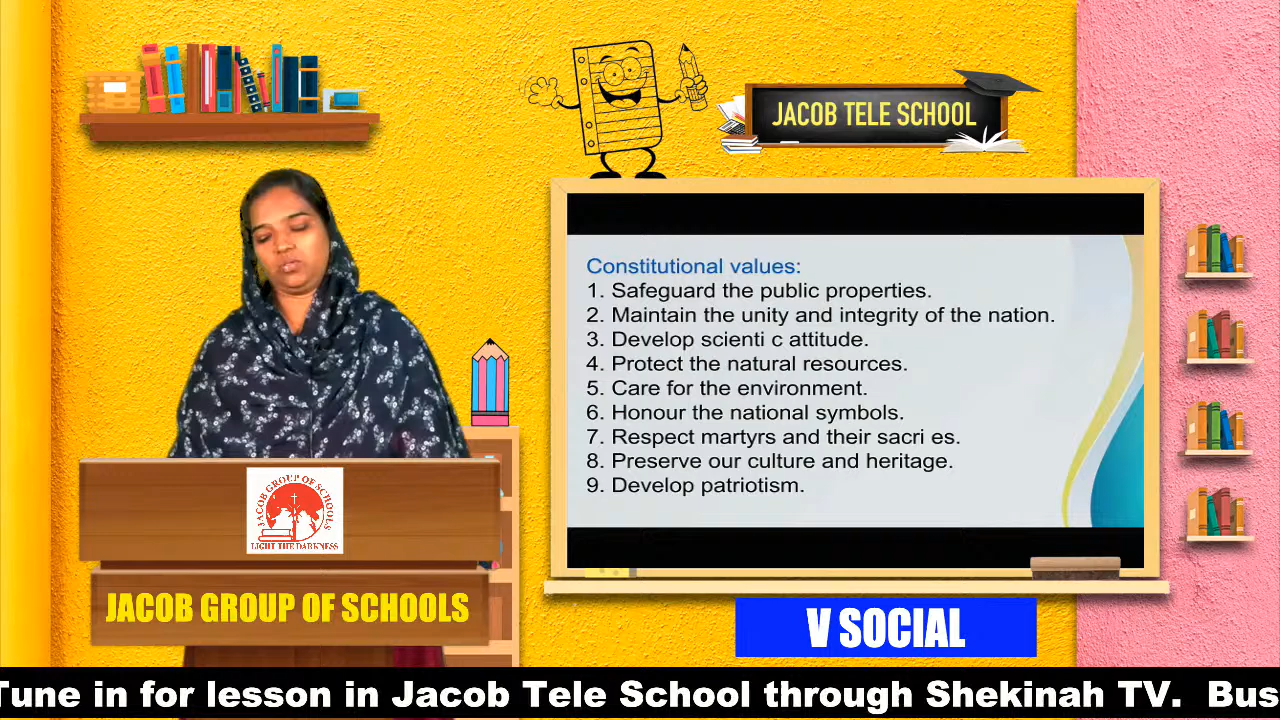 JACOB TELE SCHOOL
Constitutional values:
1. Safeguard the public properties.
2. Maintain the unity and integrity of the nation.
3. Develop scienti c attitude.
4. Protect the natural resources.
5. Care for the environment.
6. Honour the national symbols.
7. Respect martyrs and their sacri es.
8. Preserve our culture and heritage.
9. Develop patriotism.
JACOB GROUP OF SCHOOLS
LIGHT THE DARKNESS
JACOB GROUP OF SCHOOLS
V SOCIAL
Tune in for lesson in Jacob Tele School through Shekinah TV. Bus